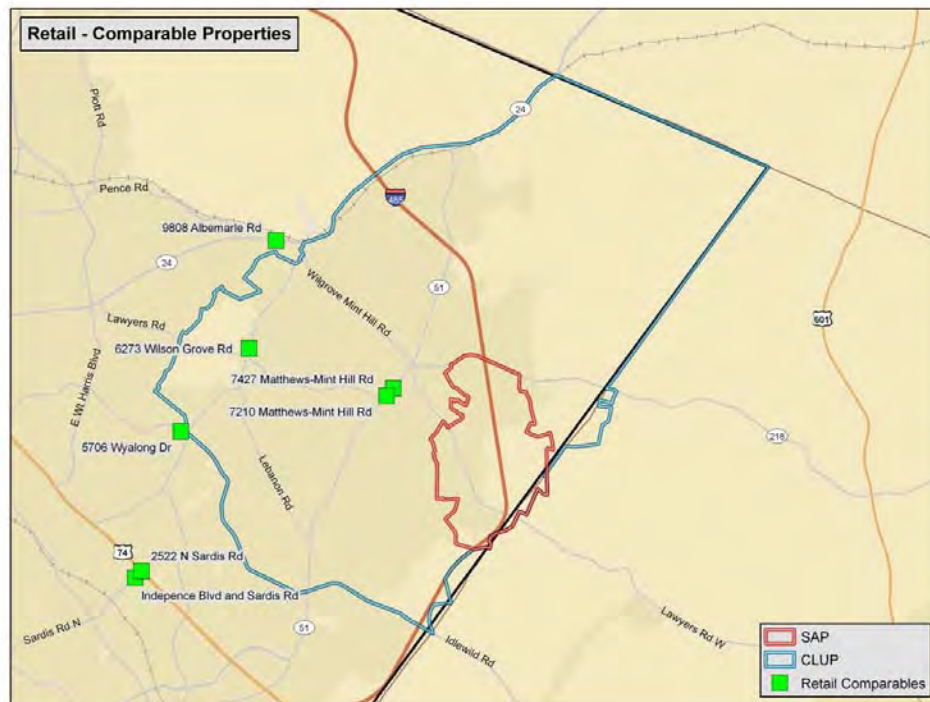 Retail - Comparable Properties
Piott Rd
24
Pence Rd
485
9808 Albemarle Rd
24
Wilgrove Mint Hill Rd
51
601
Lawyers Rd
6273 Wilson Grove Rd
E Wt Harris Blvd
7427 Matthews-Mint Hill Rd
7210 Matthews-Mint Hill Rd
218
5706 Wyalong Dr
Lebanon Rd
74
2522 N Sardis Rd
Indepence Blvd and Sardis Rd
Sardis Rd N
51
Idlewild Rd
Lawyers Rd W
SAP
CLUP
Retail Comparables